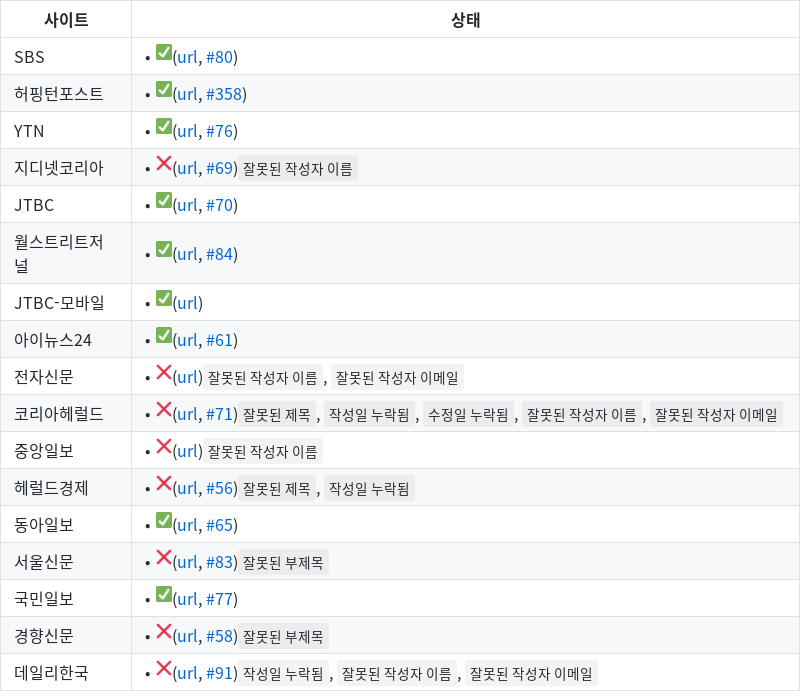 사이트 상태
SBS • ✅(url, #80)
허핑턴포스트 • ✅(url, #358)
YTN • ✅(url, #76)
지디넷코리아 • ❌(url, #69) 잘못된 작성자 이름
JTBC • ✅(url, #70)
월스트리트저
널 • ✅(url, #84)
JTBC-모바일 • ✅(url)
아이뉴스24 • ✅(url, #61)
전자신문 • ❌(url) 잘못된 작성자 이름 , 잘못된 작성자 이메일
코리아헤럴드 • ❌(url, #71) 잘못된 제목 , 작성일 누락됨 , 수정일 누락됨 , 잘못된 작성자 이름 , 잘못된 작성자 이메일
중앙일보 • ❌(url) 잘못된 작성자 이름
헤럴드경제 • ❌(url, #56) 잘못된 제목 , 작성일 누락됨
동아일보 • ✅(url, #65)
서울신문 • ❌(url, #83) 잘못된 부제목
국민일보 • ✅(url, #77)
경향신문 • ❌(url, #58) 잘못된 부제목
데일리한국 • ❌(url, #91) 작성일 누락됨 , 잘못된 작성자 이름 , 잘못된 작성자 이메일